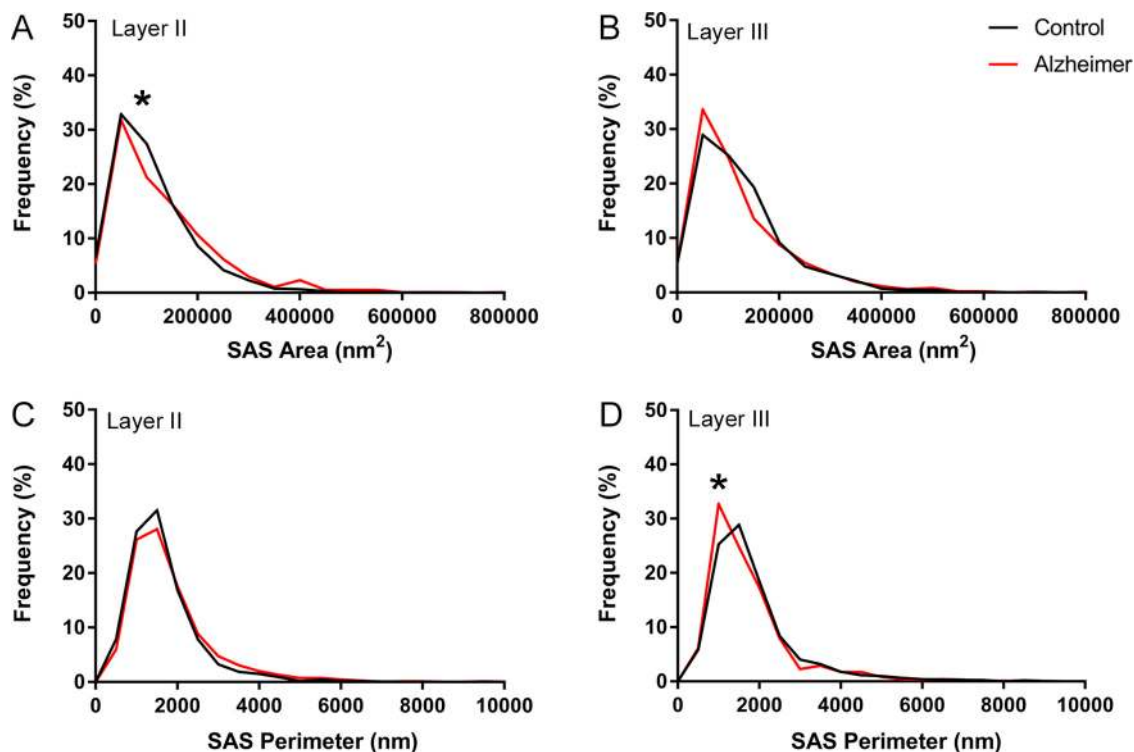 A
Layer II
*
Frequency (%)
50
40
30
20
10
0
0 200000 400000 600000 800000
SAS Area (nm²)
B
Layer III
Control
Alzheimer
Frequency (%)
50
40
30
20
10
0
0 200000 400000 600000 800000
SAS Area (nm²)
C
Layer II
Frequency (%)
50
40
30
20
10
0
0 2000 4000 6000 8000 10000
SAS Perimeter (nm)
D
Layer III
*
Frequency (%)
50
40
30
20
10
0
0 2000 4000 6000 8000 10000
SAS Perimeter (nm)